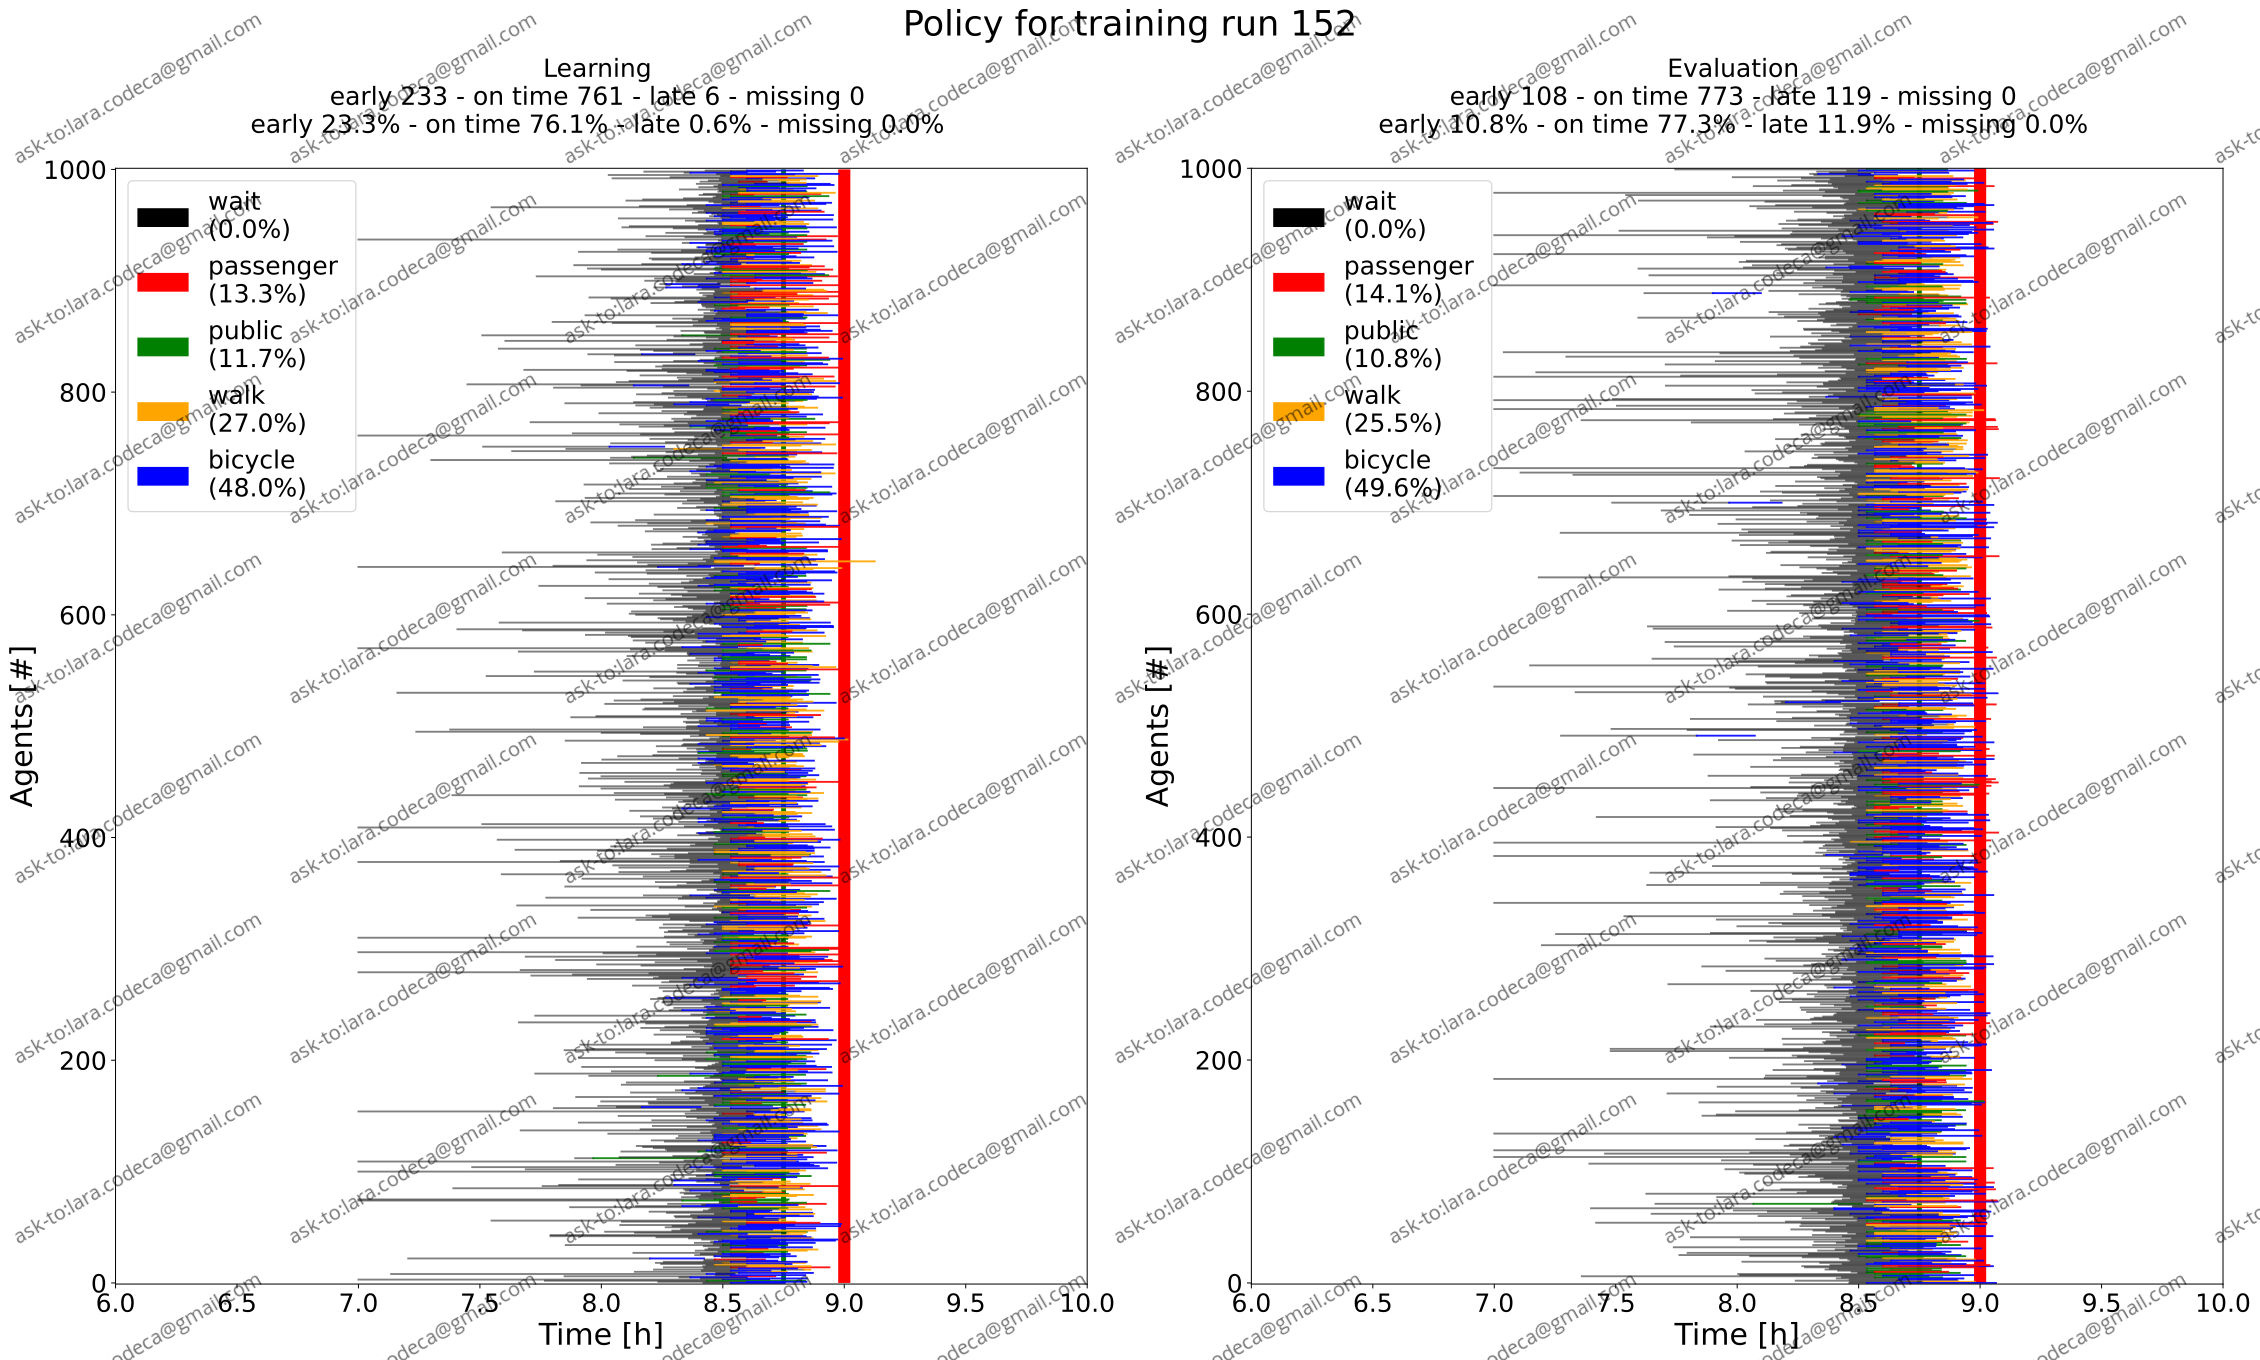 Policy for training run 152
Learning
early 233 - on time 761 - late 6 - missing 0
early 23.3% - on time 76.1% - late 0.6% - missing 0.0%
1000
800
600
400
200
0
Agents [#]
wait
(0.0%)
passenger
(13.3%)
public
(11.7%)
walk
(27.0%)
bicycle
(48.0%)
6.0 6.5 7.0 7.5 8.0 8.5 9.0 9.5 10.0
Time [h]
Evaluation
early 108 - on time 773 - late 119 - missing 0
early 10.8% - on time 77.3% - late 11.9% - missing 0.0%
1000
800
600
400
200
0
Agents [#]
wait
(0.0%)
passenger
(14.1%)
public
(10.8%)
walk
(25.5%)
bicycle
(49.6%)
6.0 6.5 7.0 7.5 8.0 8.5 9.0 9.5 10.0
Time [h]
ask-to:lara.codeca@gmail.com